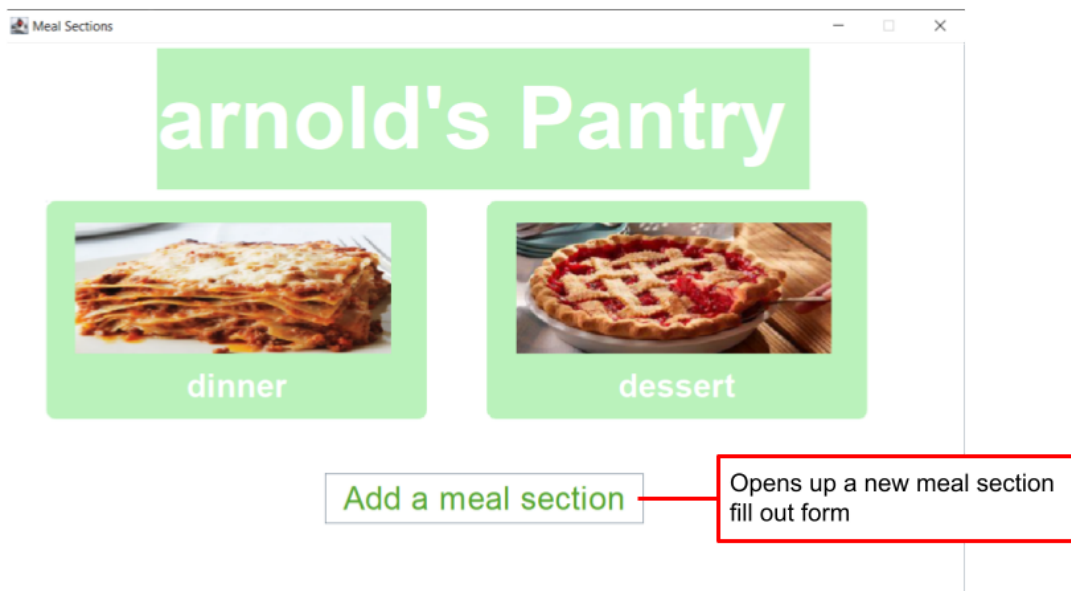 Meal Sections
arnold's Pantry
dinner
dessert
Add a meal section
Opens up a new meal section
fill out form